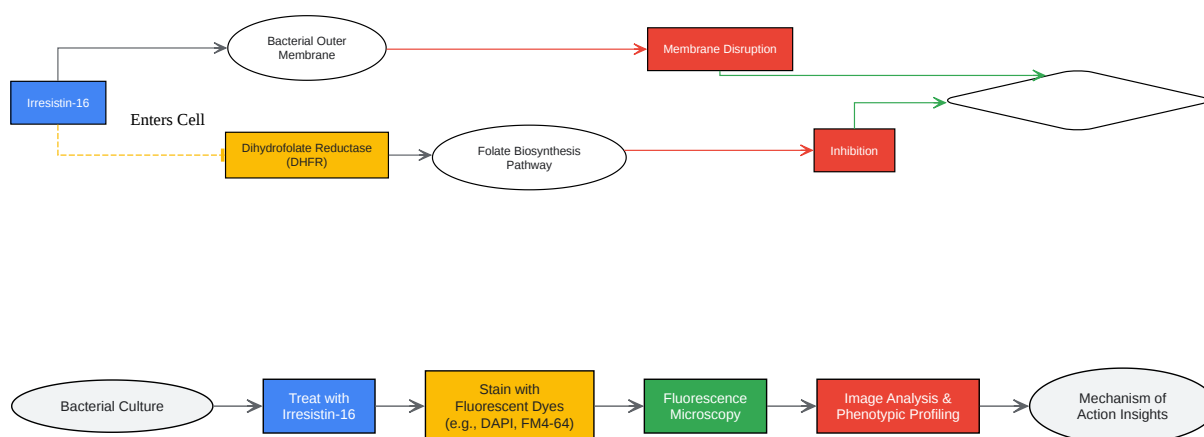 Bacterial Outer
Membrane
Membrane Disruption
Irresistin-16
Enters Cell
Dihydrofolate Reductase
(DHFR)
Folate Biosynthesis
Pathway
Inhibition
Bacterial Culture
Treat with
Irresistin-16
Stain with
Fluorescent Dyes
(e.g., DAPI, FM4-64)
Fluorescence
Microscopy
Image Analysis &
Phenotypic Profiling
Mechanism of
Action Insights